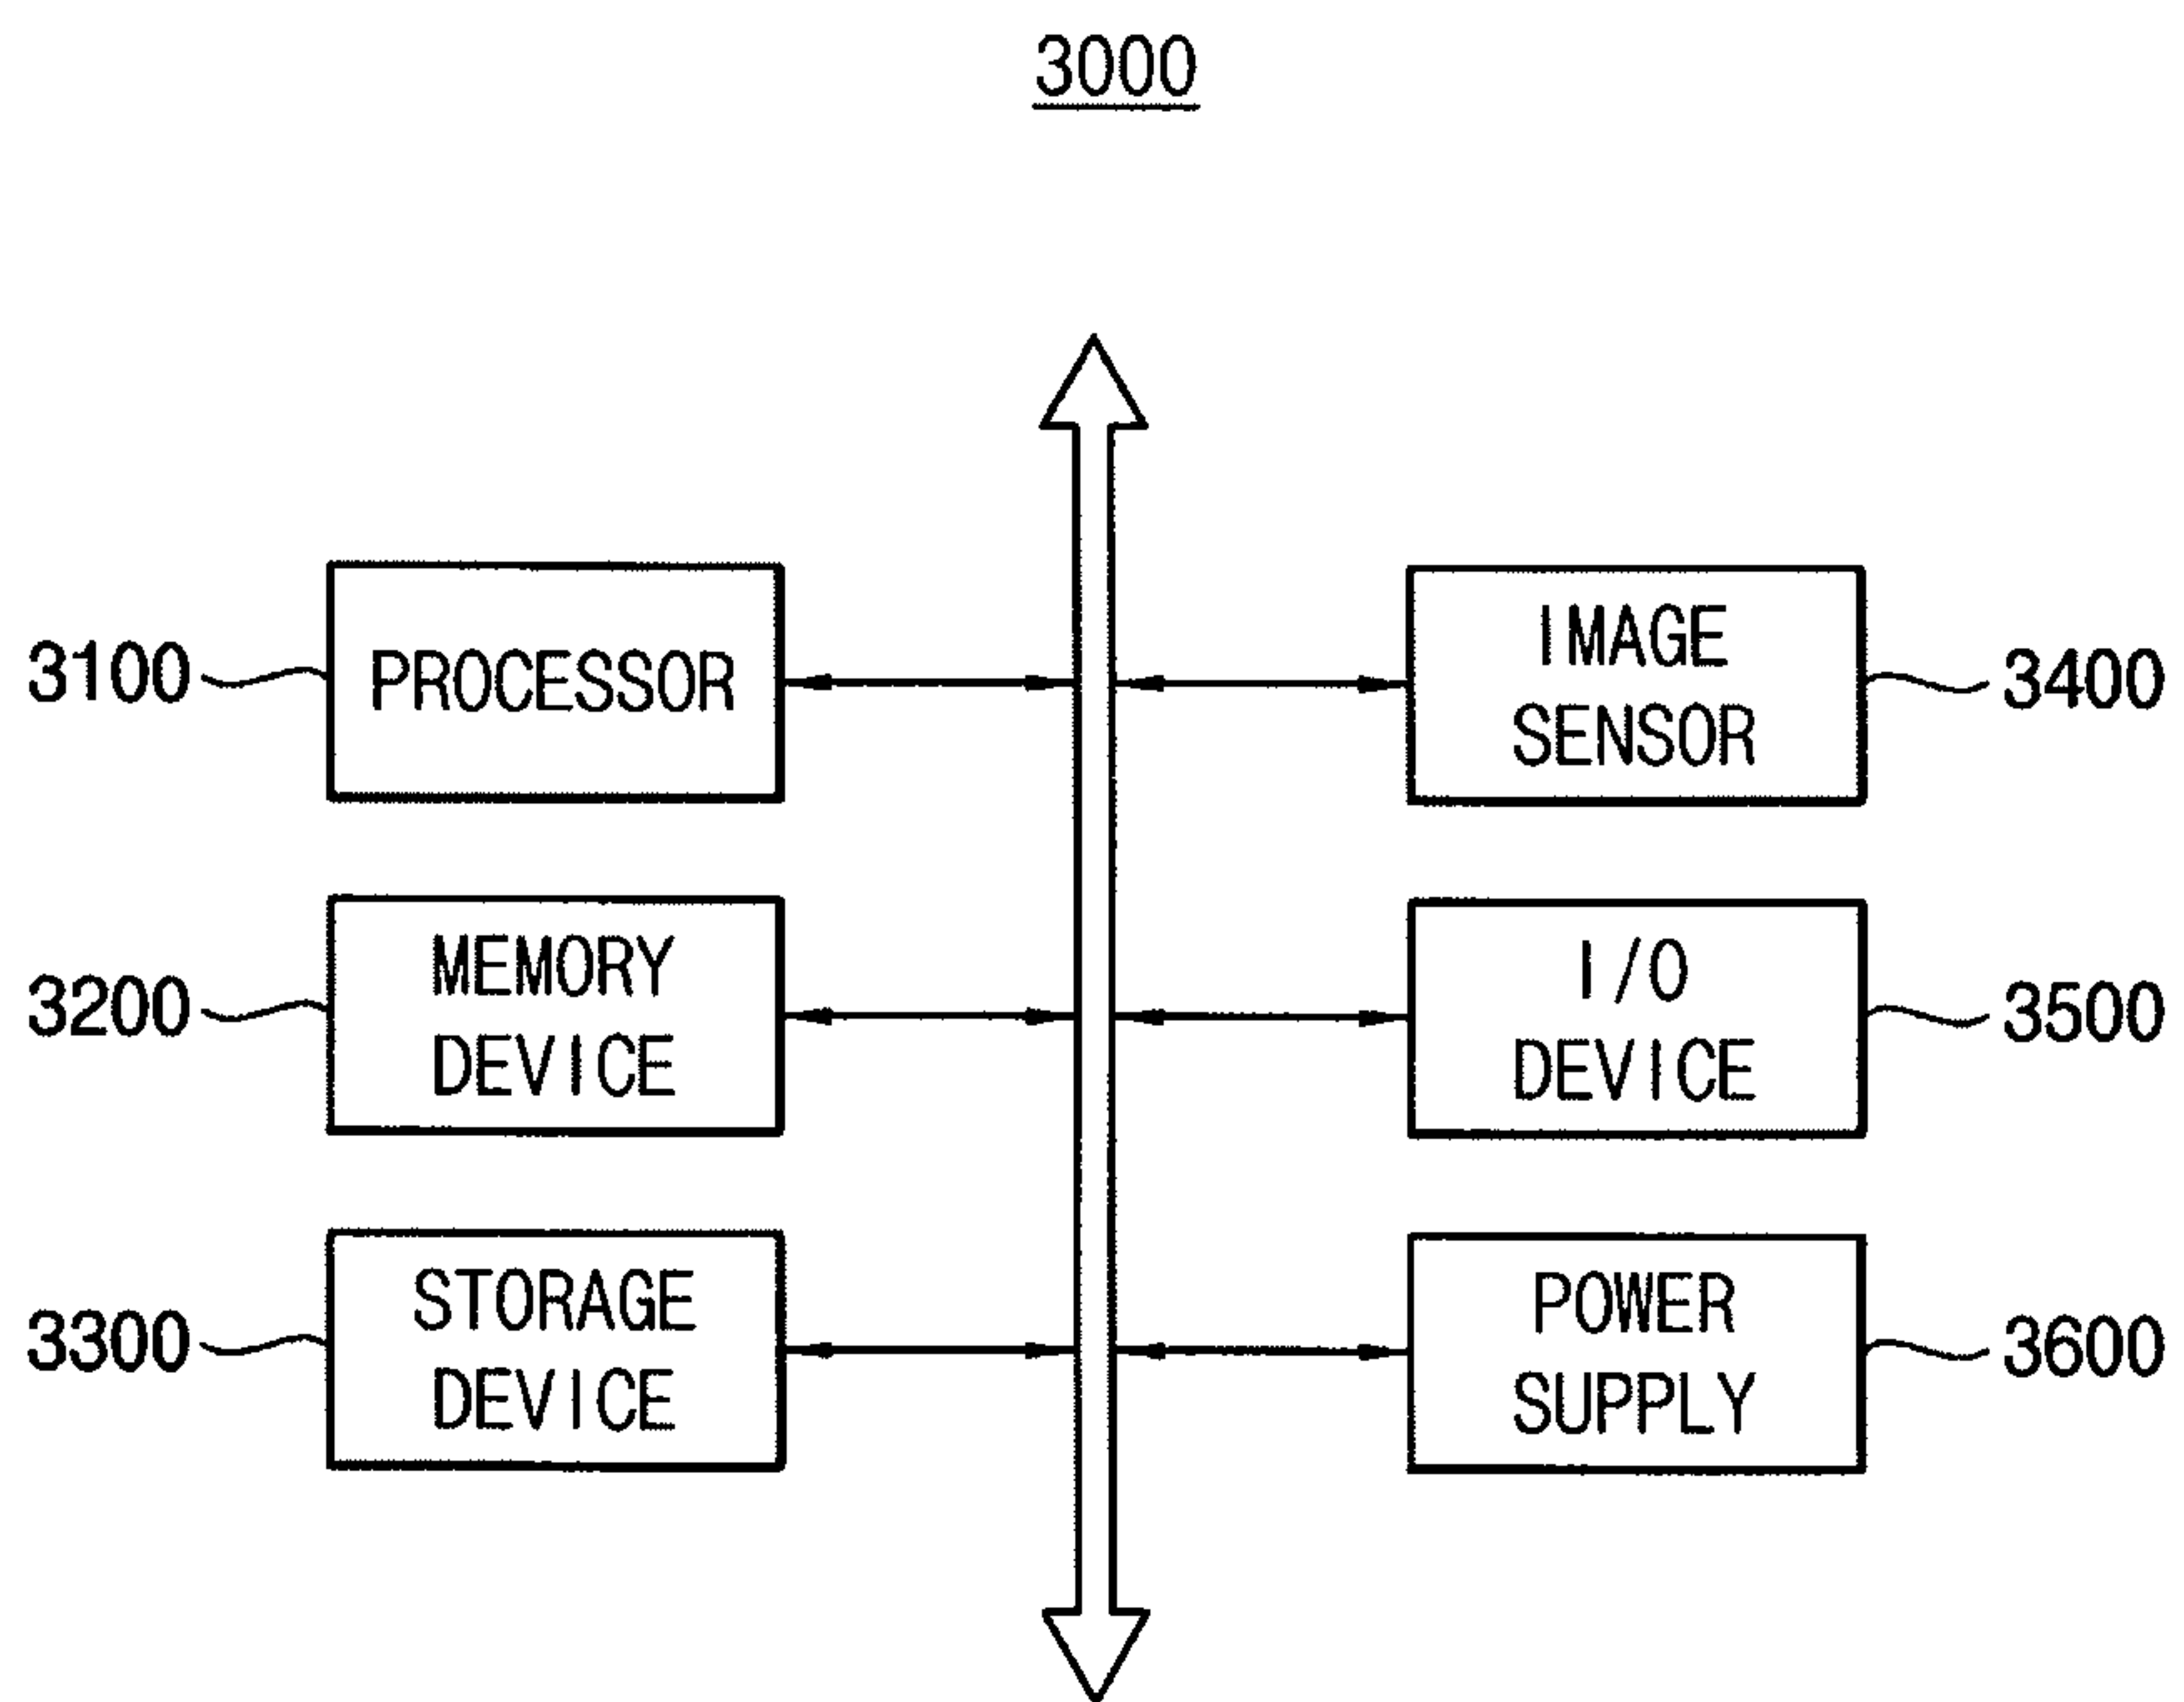 3000
3100
PROCESSOR
IMAGE
SENSOR
3400
3200
MEMORY
DEVICE
I/O
DEVICE
3500
3300
STORAGE
DEVICE
POWER
SUPPLY
3600